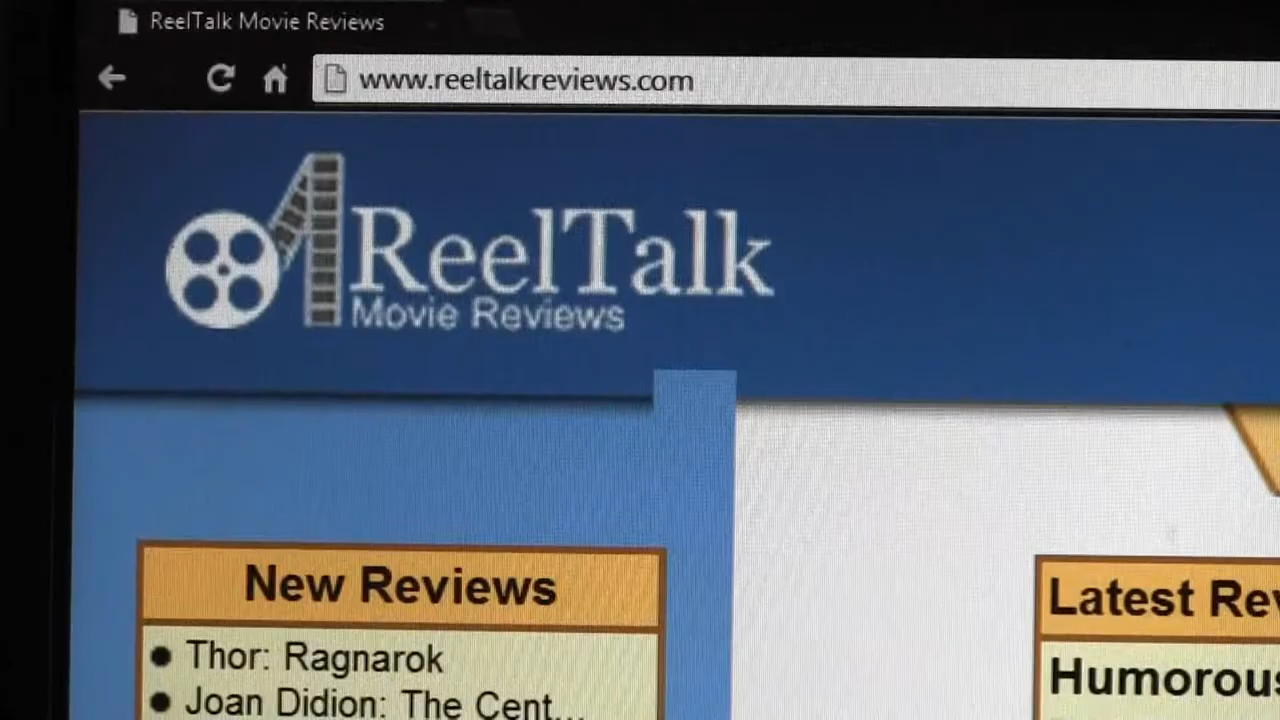 ReelTalk Movie Reviews
www.reeltalkreviews.com
ReelTalk
Movie Reviews
New Reviews
Thor: Ragnarok
Joan Didion: The Cent...
Latest Rev
Humorous